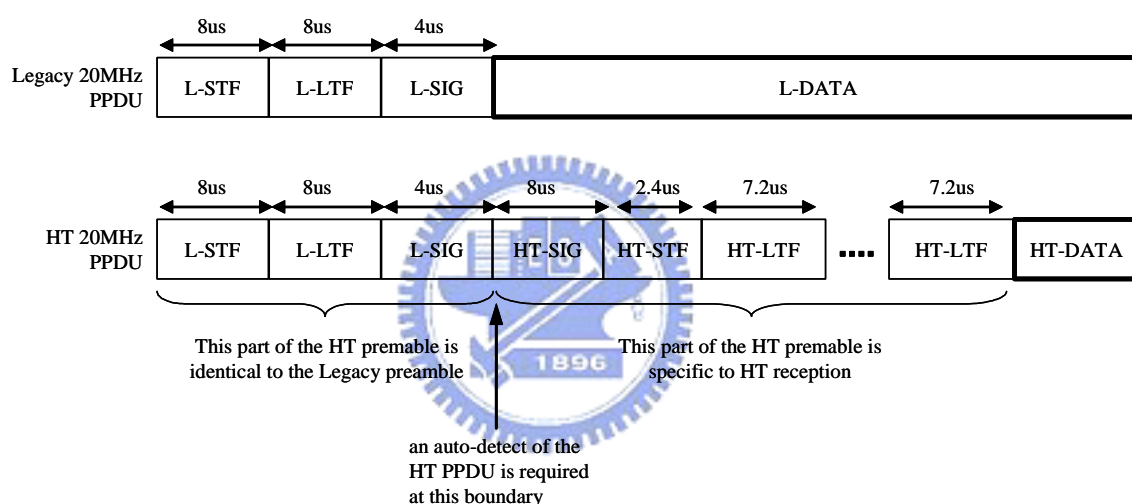 8us 8us 4us
Legacy 20MHz
PPDU
L-STF L-LTF L-SIG L-DATA
8us 8us 4us 8us 2.4us 7.2us 7.2us
HT 20MHz
PPDU
L-STF L-LTF L-SIG HT-SIG HT-STF HT-LTF .... HT-LTF HT-DATA
This part of the HT premable is
identical to the Legacy preamble
This part of the HT premable is
specific to HT reception
1896
an auto-detect of the
HT PPDU is required
at this boundary